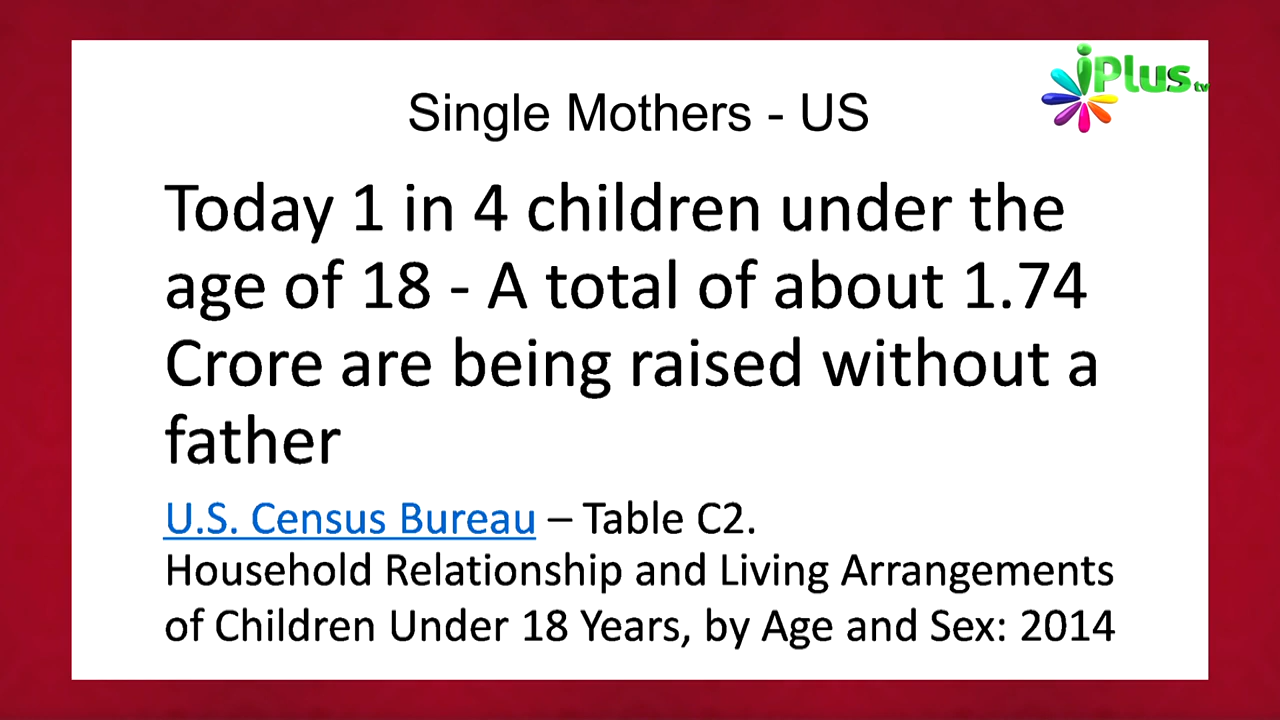 iPlus tv
Single Mothers - US
Today 1 in 4 children under the
age of 18 - A total of about 1.74
Crore are being raised without a
father
U.S. Census Bureau – Table C2.
Household Relationship and Living Arrangements
of Children Under 18 Years, by Age and Sex: 2014